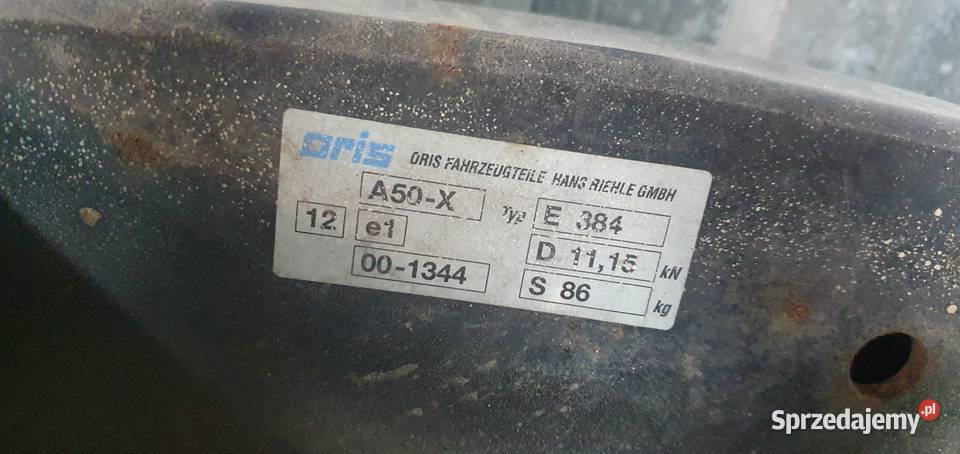 oris ORIS FAHRZEUGTEILE HANS RIEHLE GMBH
A50-X Typ E 384
12 e1 D 11,15 kN
00-1344 S 86 kg
Sprzedajemy.pl